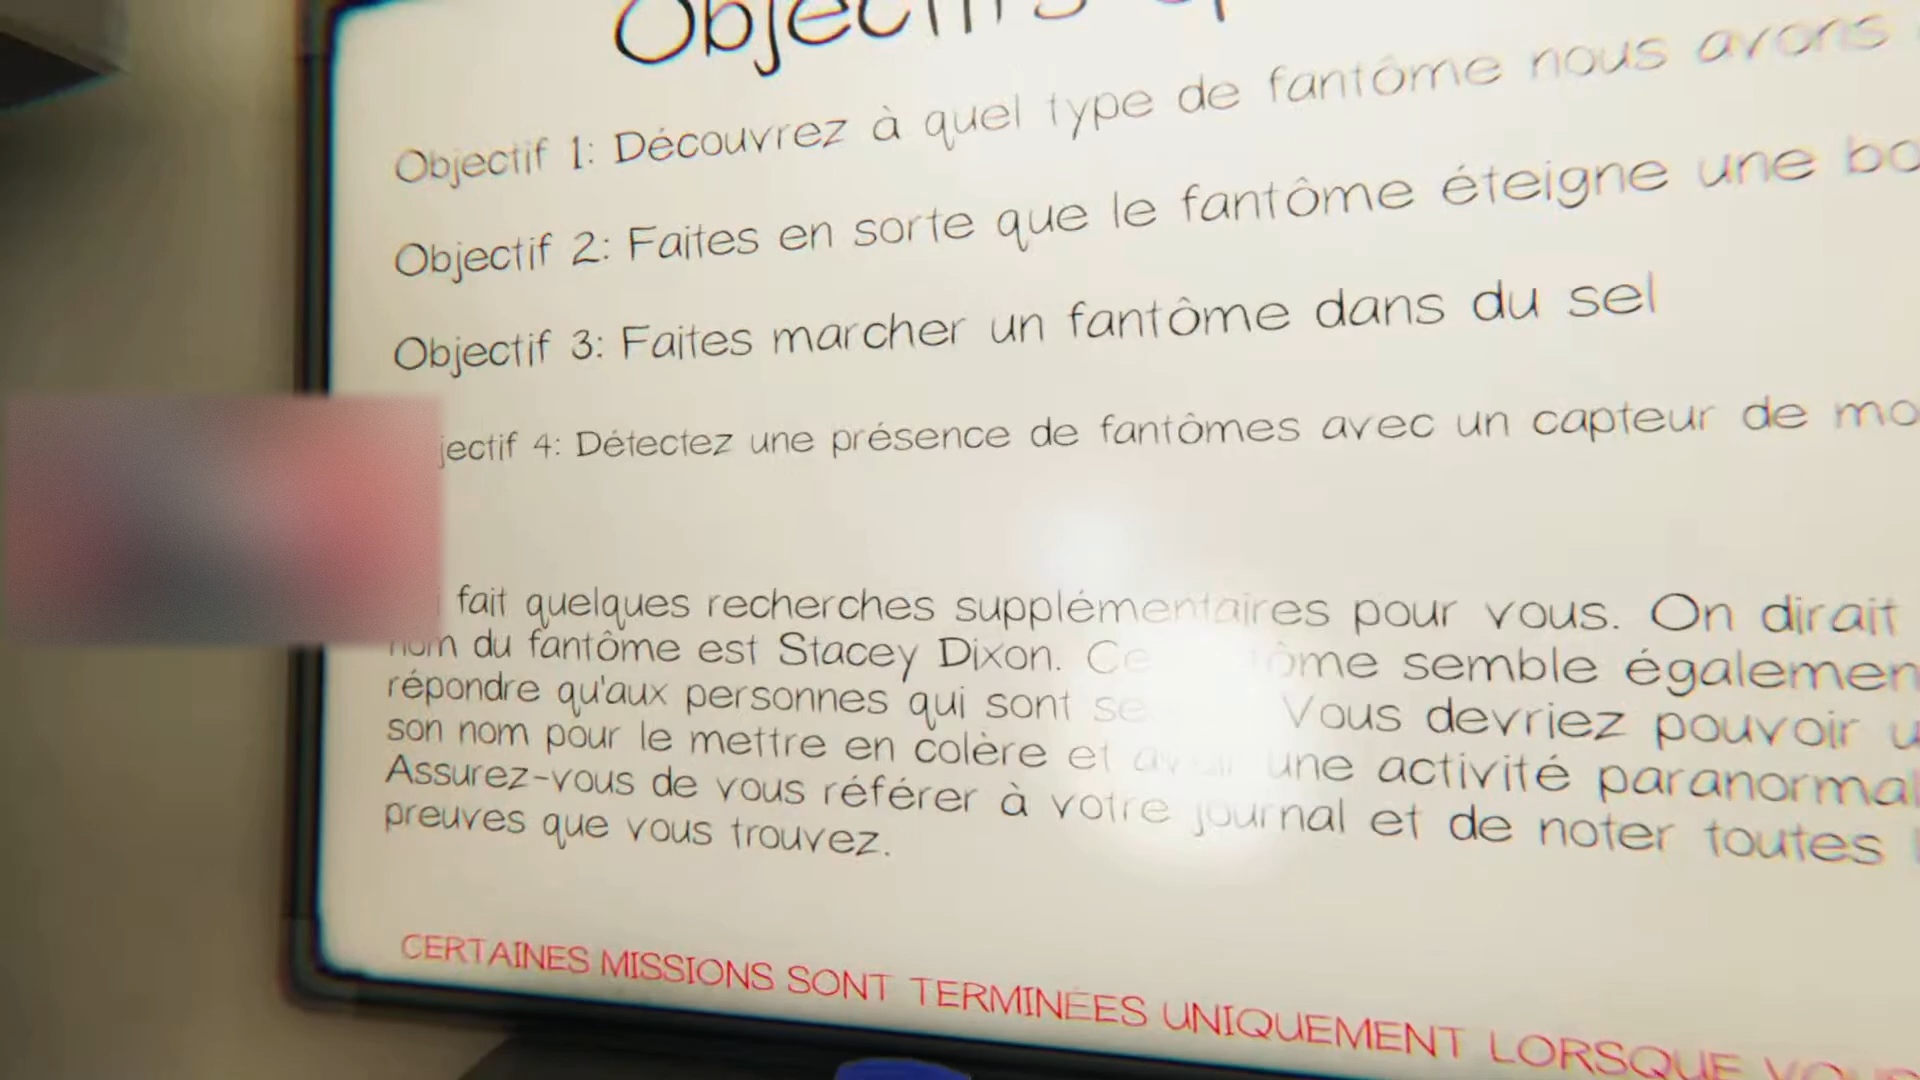 Objectifs
Objectif 1: Découvrez à quel type de fantôme nous avons
Objectif 2: Faites en sorte que le fantôme éteigne une
Objectif 3: Faites marcher un fantôme dans du sel
jectif 4: Détectez une présence de fantômes avec un capteur de
fait quelques recherches supplémentaires pour vous. On dirait
nom du fantôme est Stacey Dixon. Ce semble également
répondre qu'aux personnes qui sont Vous devriez pouvoir
son nom pour le mettre en colère et avoir une activité paranormal
Assurez-vous de vous référer à votre journal et de noter toutes
preuves que vous trouvez.
CERTAINES MISSIONS SONT TERMINÉES UNIQUEMENT LORSQUE VOUS